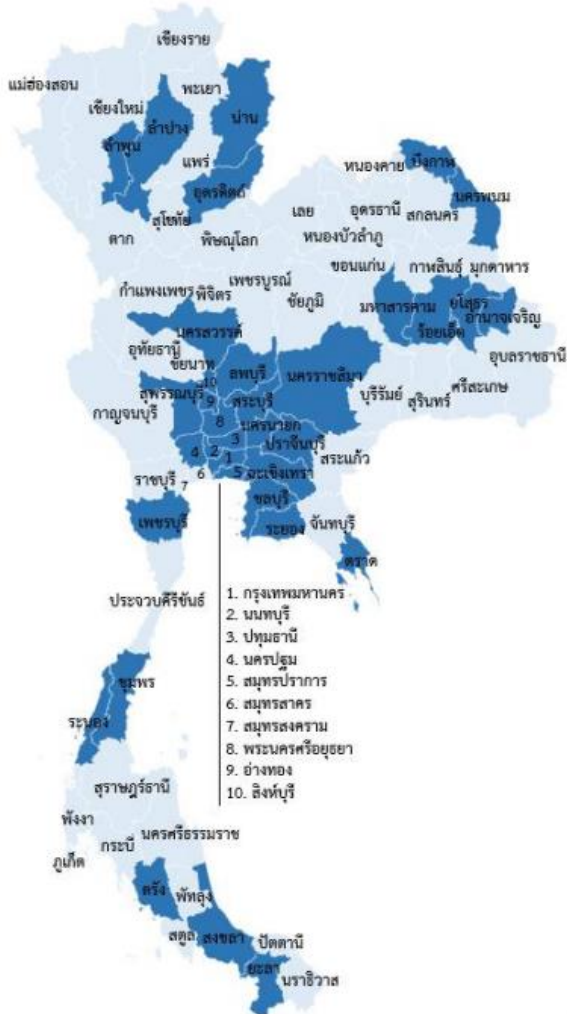 เชียงราย
แม่ฮ่องสอน
พะเยา
น่าน
เชียงใหม่
ลำปาง
ลำพูน
แพร่
หนองคาย
บึงกาฬ
อุตรดิตถ์
นครพนม
เลย
อุดรธานี
สกลนคร
สุโขทัย
ตาก
พิษณุโลก
หนองบัวลำภู
ขอนแก่น
กาฬสินธุ์
มุกดาหาร
เพชรบูรณ์
กำแพงเพชร
พิจิตร
ชัยภูมิ
มหาสารคาม
ยโสธร
อำนาจเจริญ
ร้อยเอ็ด
นครสวรรค์
อุทัยธานี
ชัยนาท
อุบลราชธานี
ลพบุรี
นครราชสีมา
10
สุพรรณบุรี
9
สระบุรี
บุรีรัมย์
สุรินทร์
ศรีสะเกษ
กาญจนบุรี
8
นครนายก
3
ปราจีนบุรี
4
2
1
สระแก้ว
ราชบุรี
6
5
ฉะเชิงเทรา
7
ชลบุรี
เพชรบุรี
ระยอง
จันทบุรี
ตราด
ประจวบคีรีขันธ์
1. กรุงเทพมหานคร
2. นนทบุรี
3. ปทุมธานี
4. นครปฐม
5. สมุทรปราการ
6. สมุทรสาคร
7. สมุทรสงคราม
8. พระนครศรีอยุธยา
9. อ่างทอง
10. สิงห์บุรี
ชุมพร
ระนอง
สุราษฎร์ธานี
พังงา
นครศรีธรรมราช
กระบี่
ภูเก็ต
ตรัง
พัทลุง
สตูล
สงขลา
ปัตตานี
ยะลา
นราธิวาส